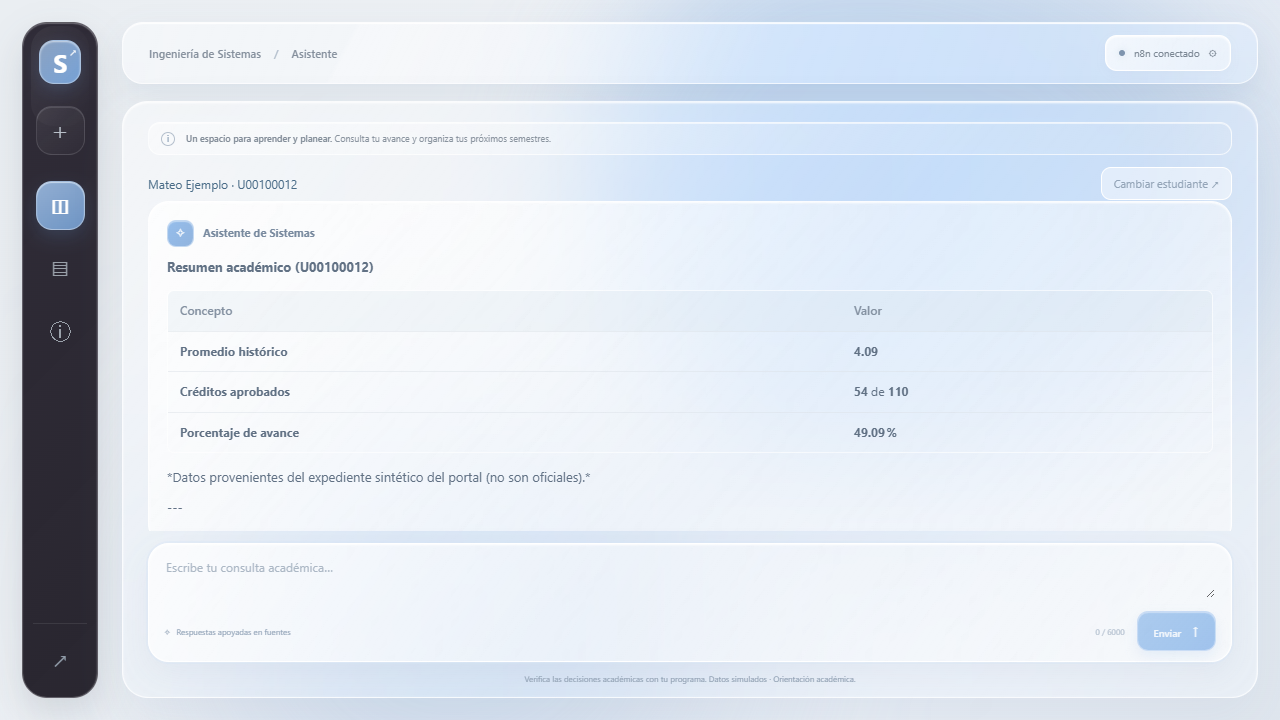 S
Ingeniería de Sistemas / Asistente
n8n conectado
Un espacio para aprender y planear. Consulta tu avance y organiza tus próximos semestres.
Mateo Ejemplo · U00100012
Cambiar estudiante ↗
Asistente de Sistemas
Resumen académico (U00100012)
Concepto Valor
Promedio histórico 4.09
Créditos aprobados 54 de 110
Porcentaje de avance 49.09 %
*Datos provenientes del expediente sintético del portal (no son oficiales).*
---
Escribe tu consulta académica...
Respuestas apoyadas en fuentes
0 / 6000
Enviar ↑
Verifica las decisiones académicas con tu programa. Datos simulados · Orientación académica.